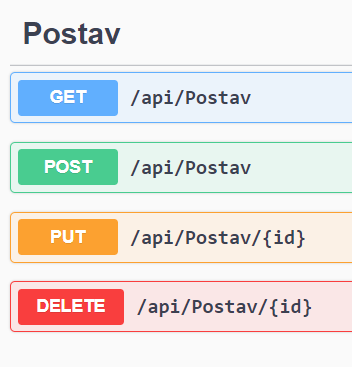 Postav
GET /api/Postav
POST /api/Postav
PUT /api/Postav/{id}
DELETE /api/Postav/{id}